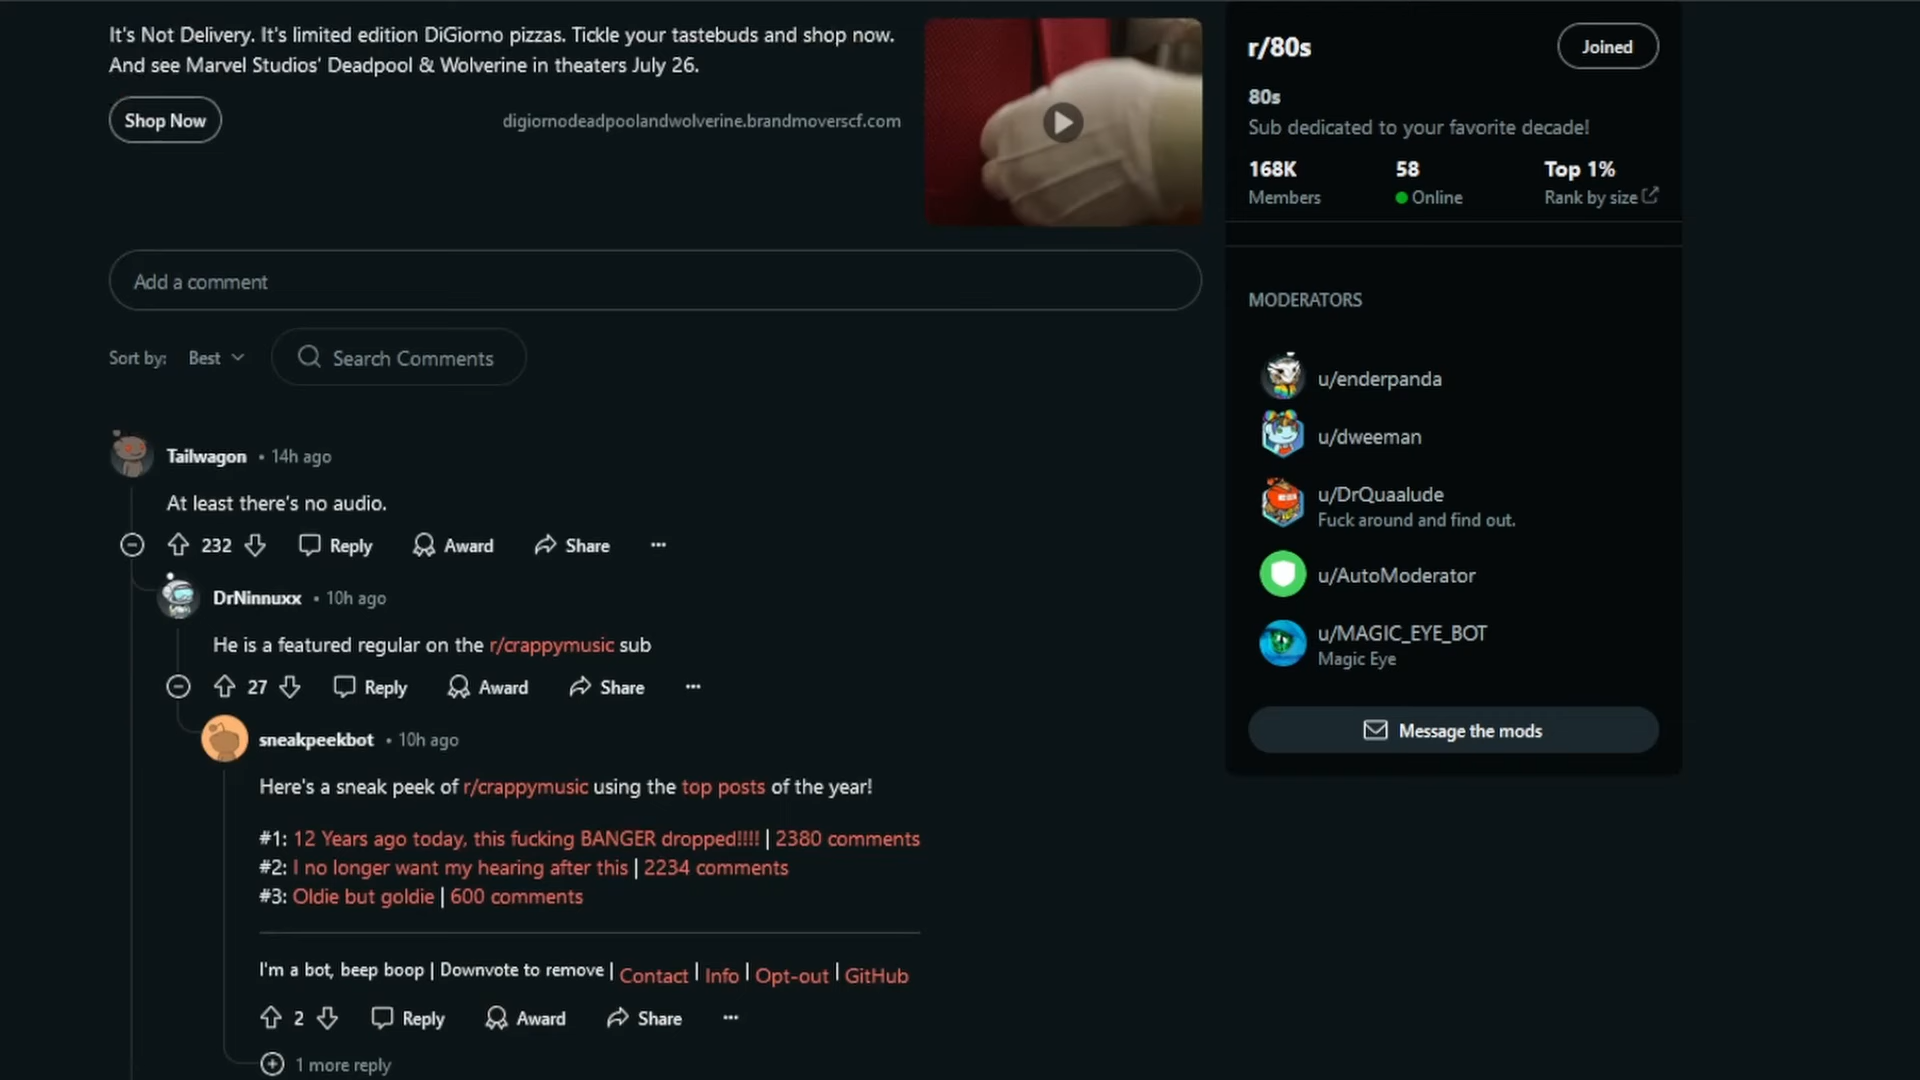 It's Not Delivery. It's limited edition DiGiorno pizzas. Tickle your tastebuds and shop now.
And see Marvel Studios' Deadpool & Wolverine in theaters July 26.
Shop Now
digiornodeadpoolandwolverine.brandmoverscf.com
Add a comment
Sort by: Best
Search Comments
Tailwagon • 14h ago
At least there's no audio.
232 Reply Award Share ...
DrNinnuxx • 10h ago
He is a featured regular on the r/crappymusic sub
27 Reply Award Share ...
sneakpeekbot • 10h ago
Here's a sneak peek of r/crappymusic using the top posts of the year!
#1: 12 Years ago today, this fucking BANGER dropped!!!! | 2380 comments
#2: I no longer want my hearing after this | 2234 comments
#3: Oldie but goldie | 600 comments
I'm a bot, beep boop | Downvote to remove | Contact | Info | Opt-out | GitHub
2 Reply Award Share ...
1 more reply
r/80s
Joined
80s
Sub dedicated to your favorite decade!
168K 58 Top 1%
Members Online Rank by size
MODERATORS
u/enderpanda
u/dweeman
u/DrQuaalude
Fuck around and find out.
u/AutoModerator
u/MAGIC_EYE_BOT
Magic Eye
Message the mods